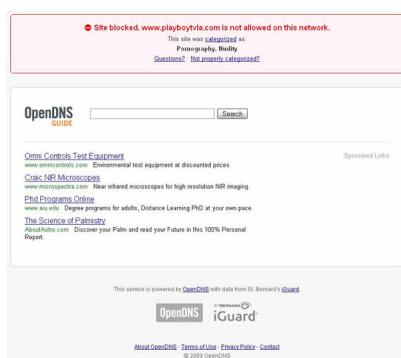 Site blocked. www.playboytvla.com is not allowed on this network.
This site was categorized as:
Pornography, Nudity
Questions? Not properly categorized?
OpenDNS
GUIDE
Search
Omni Controls Test Equipment
www.omnicontrols.com Environmental test equipment at discounted prices.
Sponsored Links
Craic NIR Microscopes
www.microspectra.com Near infrared microscopes for high resolution NIR imaging.
Phd Programs Online
www.aiu.edu Degree programs for adults, Distance Learning PhD at your own pace.
The Science of Palmistry
AboutAstro.com Discover your Palm and read your Future in this 100% Personal
Report.
This service is powered by OpenDNS with data from St. Bernard's iGuard.
OpenDNS
ST.BERNARD
iGuard
About OpenDNS - Terms of Use - Privacy Policy - Contact
© 2009 OpenDNS